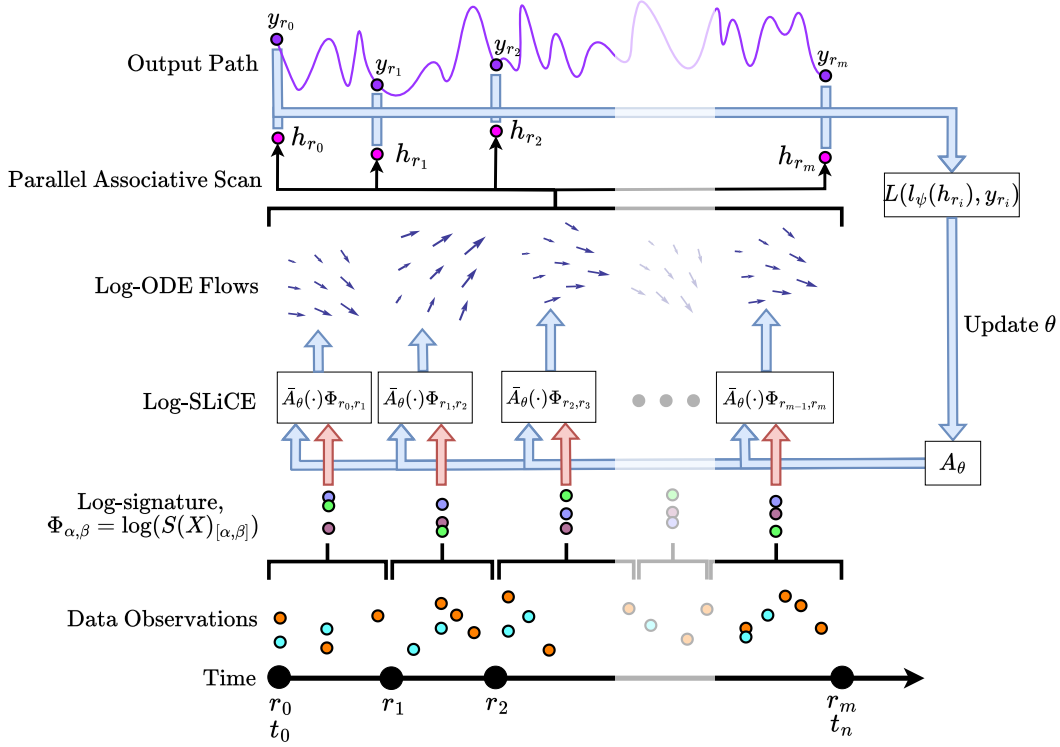 y_{r_0}
y_{r_1}
y_{r_2}
y_{r_m}
Output Path
h_{r_0}
h_{r_1}
h_{r_2}
h_{r_m}
Parallel Associative Scan
L(l_ψ(h_{r_i}), y_{r_i})
Log-ODE Flows
Update θ
Log-SLiCE
Ā_θ(·)Φ_{r_0,r_1}
Ā_θ(·)Φ_{r_1,r_2}
Ā_θ(·)Φ_{r_2,r_3}
Ā_θ(·)Φ_{r_{m-1},r_m}
A_θ
Log-signature,
Φ_{α,β} = log(S(X)_{[α,β]})
Data Observations
Time
r_0
r_1
r_2
r_m
t_0
t_n